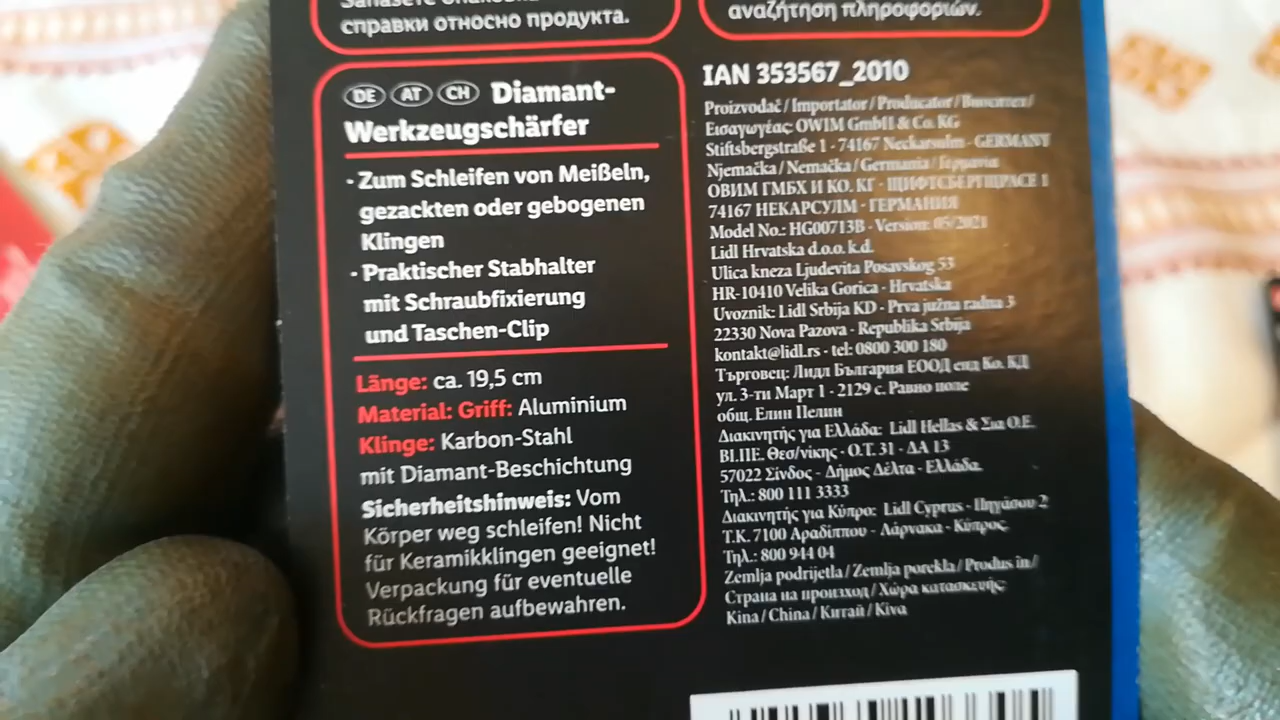 справки относно продукта.
αναζήτηση πληροφοριών.
DE AT CH Diamant-
Werkzeugschärfer
· Zum Schleifen von Meißeln,
gezackten oder gebogenen
Klingen
· Praktischer Stabhalter
mit Schraubfixierung
und Taschen-Clip
Länge: ca. 19,5 cm
Material: Griff: Aluminium
Klinge: Karbon-Stahl
mit Diamant-Beschichtung
Sicherheitshinweis: Vom
Körper weg schleifen! Nicht
für Keramikklingen geeignet!
Verpackung für eventuelle
Rückfragen aufbewahren.
IAN 353567_2010
Proizvođač / Importator / Producător /
Εισαγωγέας: OWIM GmbH & Co. KG
Stiftsbergstraße 1 · 74167 Neckarsulm · GERMANY
Njemačka / Nemačka / Germania / Германия
ОВИМ ГМБХ И КО. КГ · ЩИФТСБЕРГЩРАСЕ 1
74167 НЕКАРСУЛМ · ГЕРМАНИЯ
Model No.: HG00713B · Version: 05/2021
Lidl Hrvatska d.o.o. k.d.
Ulica kneza Ljudevita Posavskog 53
HR-10410 Velika Gorica · Hrvatska
Uvoznik: Lidl Srbija KD · Prva južna radna 3
22330 Nova Pazova · Republika Srbija
kontakt@lidl.rs · tel: 0800 300 180
Търговец: Лидл България ЕООД енд Ко. КД
ул. 3-ти Март 1 · 2129 с. Равно поле
общ. Елин Пелин
Διακινητής για Ελλάδα: Lidl Hellas & Σια Ο.Ε.
ΒΙ.ΠΕ. Θεσ/νίκης · Ο.Τ. 31 · ΔΑ 13
57022 Σίνδος · Δήμος Δέλτα · Ελλάδα
Τηλ.: 800 111 3333
Διακινητής για Κύπρο: Lidl Cyprus · Πηγάσου 2
Τ.Κ. 7100 Αραδίππου · Λάρνακα · Κύπρος
Τηλ.: 800 944 04
Zemlja podrijetla / Zemlja porekla / Produs în /
Страна на произход / Χώρα κατασκευής:
Kina / China / Китай / Κίνα